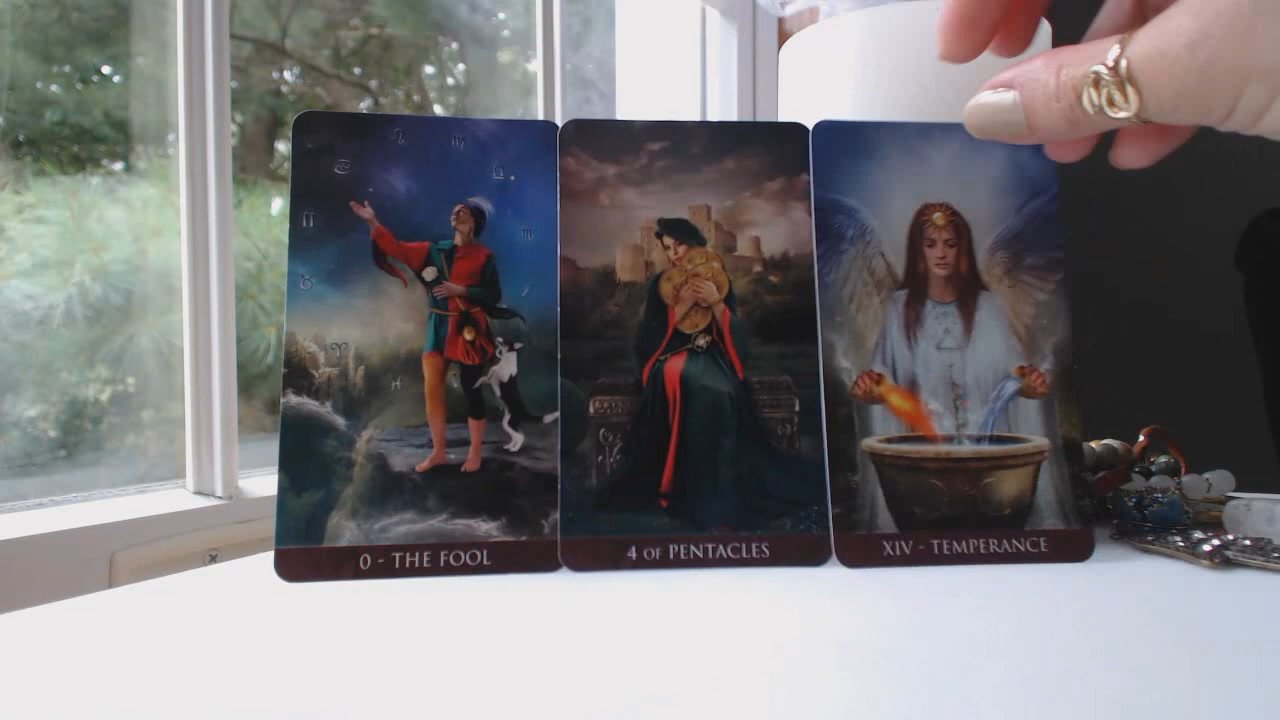 0 - THE FOOL
4 OF PENTACLES
XIV - TEMPERANCE